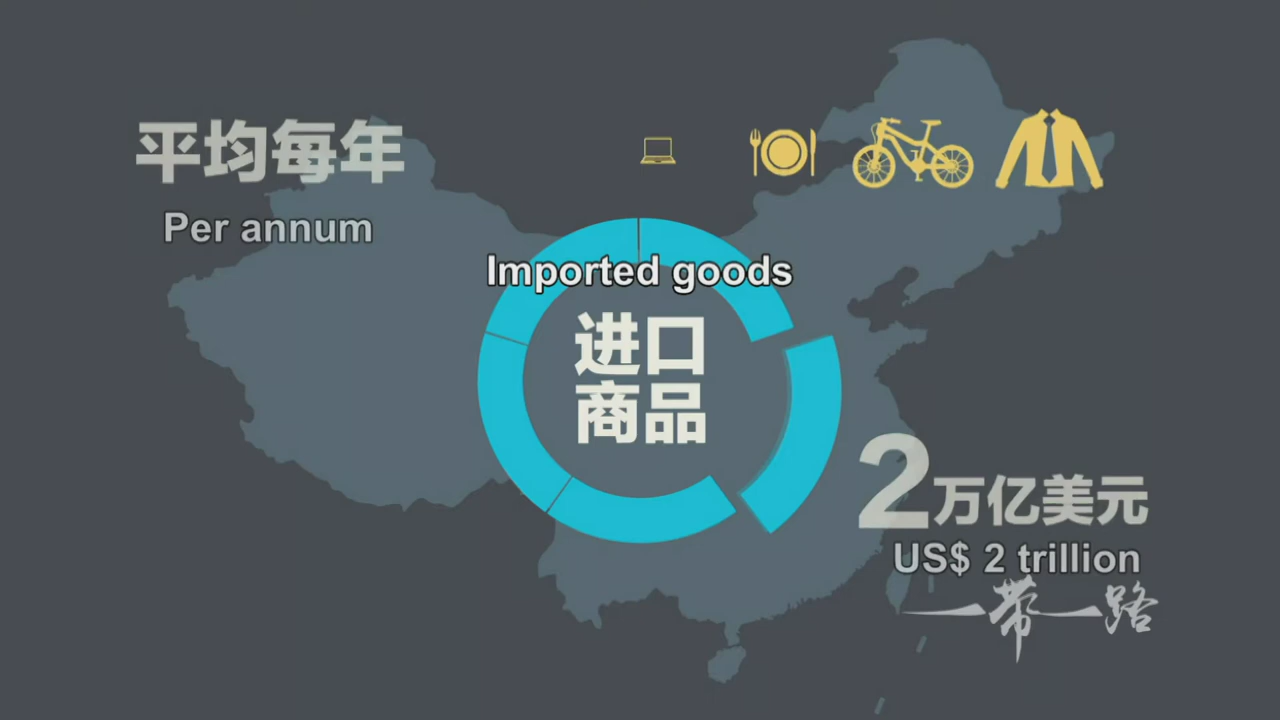 平均每年
Per annum
Imported goods
进口
商品
2万亿美元
US$ 2 trillion
一带一路